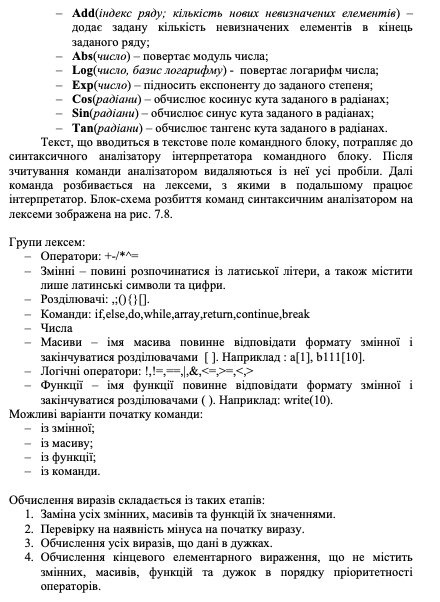 – Add(індекс ряду; кількість нових невизначених елементів) –
додає задану кількість невизначених елементів в кінець
заданого ряду;
– Abs(число) – повертає модуль числа;
– Log(число, базис логарифму) - повертає логарифм числа;
– Exp(число) – підносить експоненту до заданого степеня;
– Cos(радіани) – обчислює косинус кута заданого в радіанах;
– Sin(радіани) – обчислює синус кута заданого в радіанах;
– Tan(радіани) – обчислює тангенс кута заданого в радіанах.
Текст, що вводиться в текстове поле командного блоку, потрапляє до
синтаксичного аналізатору інтерпретатора командного блоку. Після
зчитування команди аналізатором видаляються із неї усі пробіли. Далі
команда розбивається на лексеми, з якими в подальшому працює
інтерпретатор. Блок-схема розбиття команд синтаксичним аналізатором на
лексеми зображена на рис. 7.8.
Групи лексем:
– Оператори: +-/*^=
– Змінні – повині розпочинатися із латиської літери, а також містити
лише латинські символи та цифри.
– Розділювачі: ,;(){}[].
– Команди: if,else,do,while,array,return,continue,break
– Числа
– Масиви – імя масива повинне відповідати формату змінної і
закінчуватися розділювачами [ ]. Наприклад : a[1], b111[10].
– Логічні оператори: !,!=,==,|,&,<=,>=,<,>
– Функції – імя функції повинне відповідати формату змінної і
закінчуватися розділювачами ( ). Наприклад: write(10).
Можливі варіанти початку команди:
– із змінної;
– із масиву;
– із функції;
– із команди.
Обчислення виразів складається із таких етапів:
1. Заміна усіх змінних, масивів та функцій їх значеннями.
2. Перевірку на наявність мінуса на початку виразу.
3. Обчислення усіх виразів, що дані в дужках.
4. Обчислення кінцевого елементарного вираження, що не містить
змінних, масивів, функцій та дужок в порядку пріоритетності
операторів.